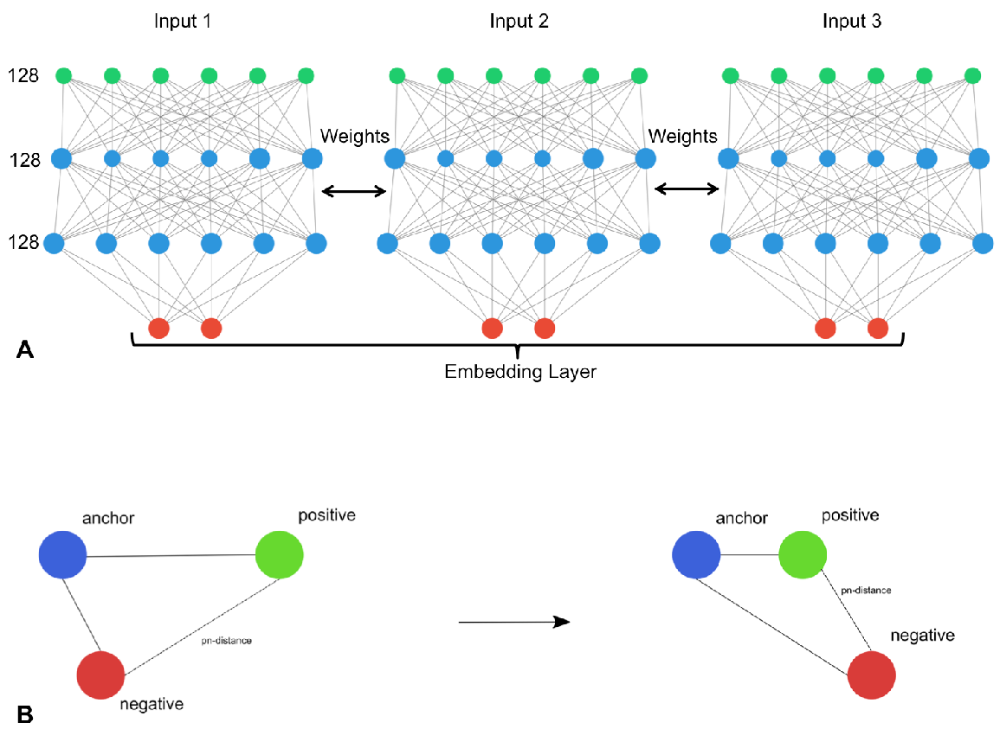 Input 1
Input 2
Input 3
128
Weights
Weights
128
128
A
Embedding Layer
anchor
positive
pn-distance
negative
anchor
positive
pn-distance
negative
B